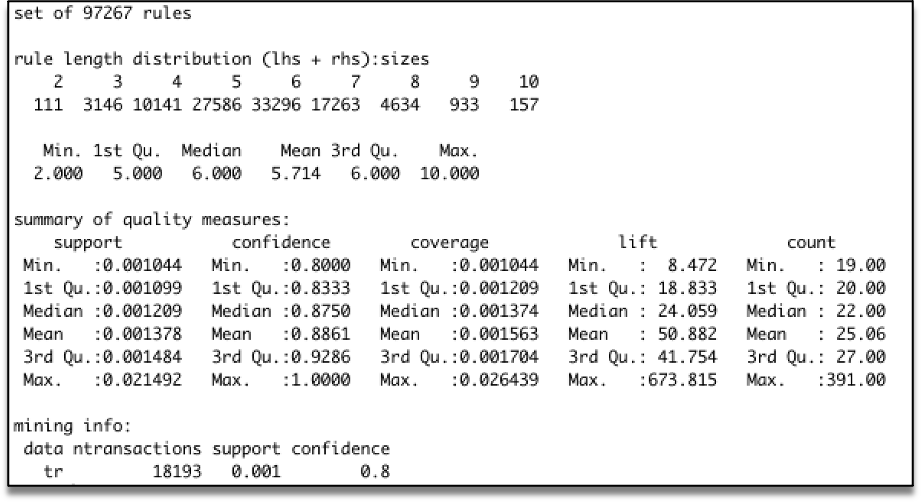 set of 97267 rules
rule length distribution (lhs + rhs):sizes
2 3 4 5 6 7 8 9 10
111 3146 10141 27586 33296 17263 4634 933 157
Min. 1st Qu. Median Mean 3rd Qu. Max.
2.000 5.000 6.000 5.714 6.000 10.000
summary of quality measures:
support confidence coverage lift count
Min. :0.001044 Min. :0.8000 Min. :0.001044 Min. : 8.472 Min. : 19.00
1st Qu.:0.001099 1st Qu.:0.8333 1st Qu.:0.001209 1st Qu.: 18.833 1st Qu.: 20.00
Median :0.001209 Median :0.8750 Median :0.001374 Median : 24.059 Median : 22.00
Mean :0.001378 Mean :0.8861 Mean :0.001563 Mean : 50.882 Mean : 25.06
3rd Qu.:0.001484 3rd Qu.:0.9286 3rd Qu.:0.001704 3rd Qu.: 41.754 3rd Qu.: 27.00
Max. :0.021492 Max. :1.0000 Max. :0.026439 Max. :673.815 Max. :391.00
mining info:
data ntransactions support confidence
tr 18193 0.001 0.8